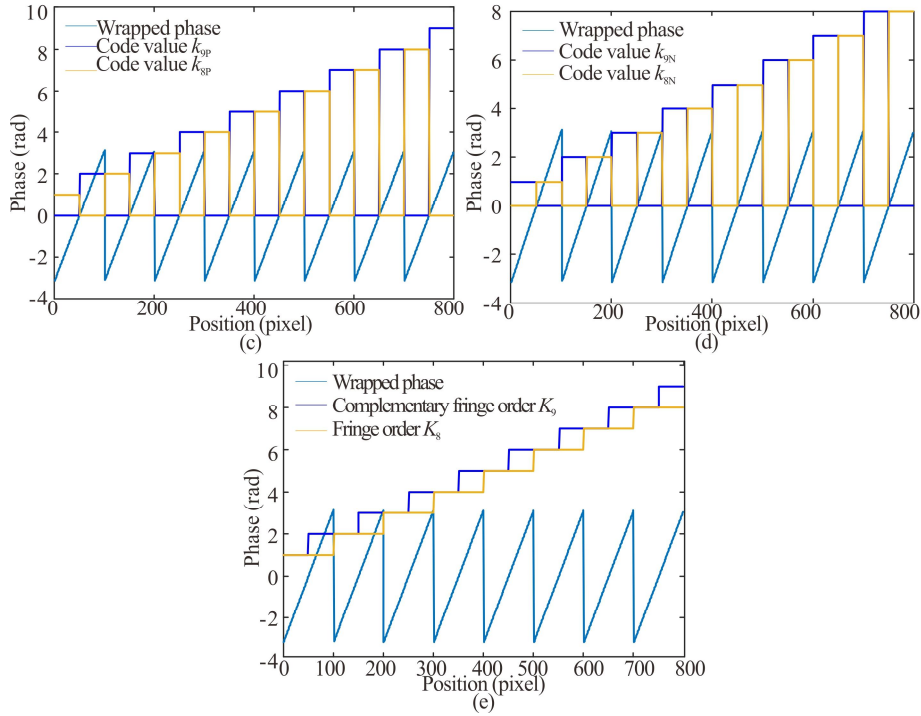 10
8
6
4
2
0
-2
-4
Phase (rad)
Wrapped phase
Code value k9P
Code value k8P
0 200 400 600 800
Position (pixel)
(c)
8
6
4
2
0
-2
-4
Phase (rad)
Wrapped phase
Code value k9N
Code value k8N
0 200 400 600 800
Position (pixel)
(d)
10
8
6
4
2
0
-2
-4
Phase (rad)
Wrapped phase
Complementary fringe order K9
Fringe order K8
0 100 200 300 400 500 600 700 800
Position (pixel)
(e)